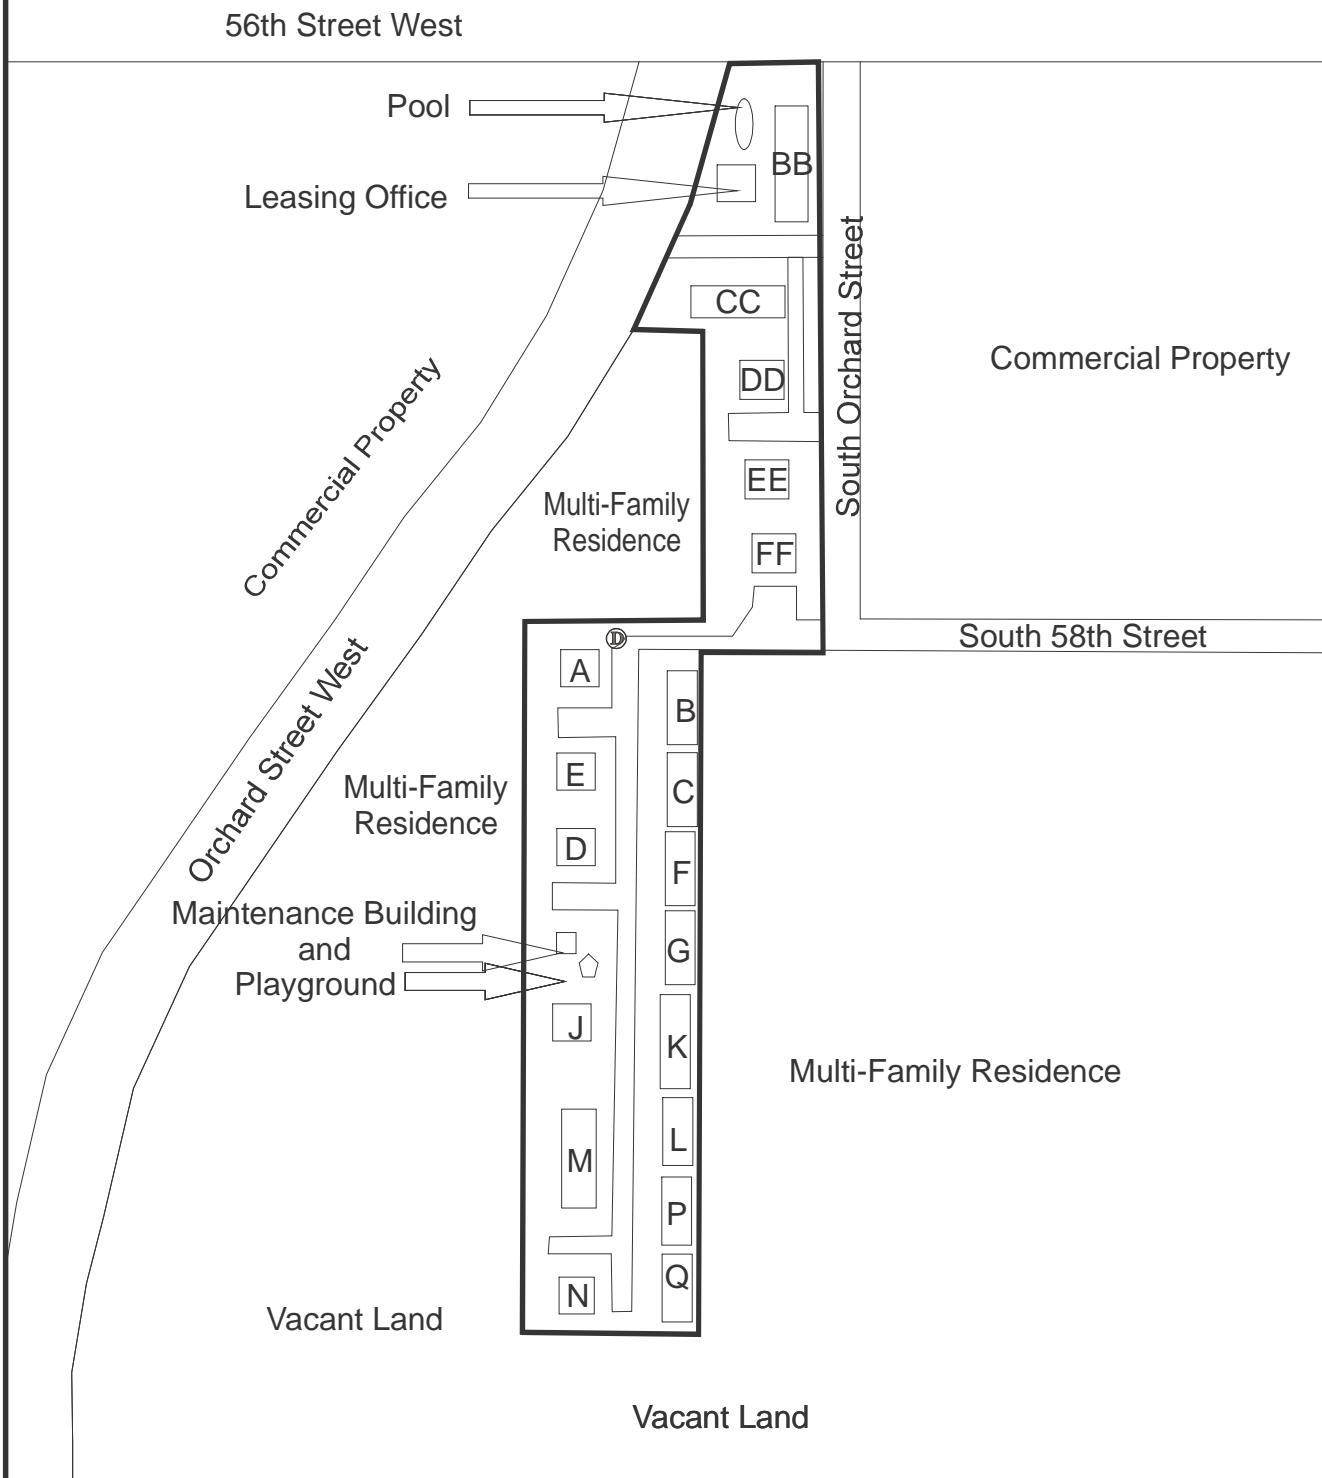 56th Street West
Pool
BB
Leasing Office
South Orchard Street
CC
Commercial Property
DD
Commercial Property
EE
Multi-Family
Residence
FF
D
South 58th Street
A
Orchard Street West
B
E
C
Multi-Family
Residence
D
F
Maintenance Building
and
Playground
G
J
K
Multi-Family Residence
L
M
P
Q
N
Vacant Land
Vacant Land